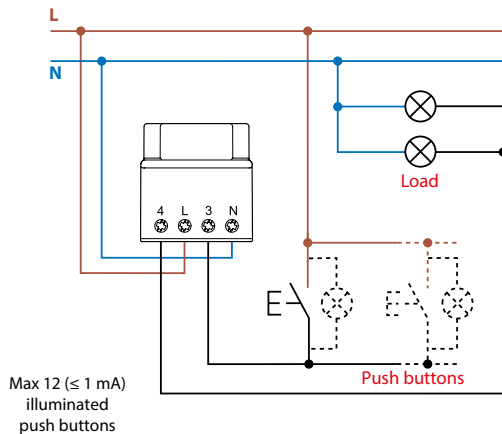 L
N
4 L 3 N
Load
Push buttons
Max 12 (≤ 1 mA)
illuminated
push buttons